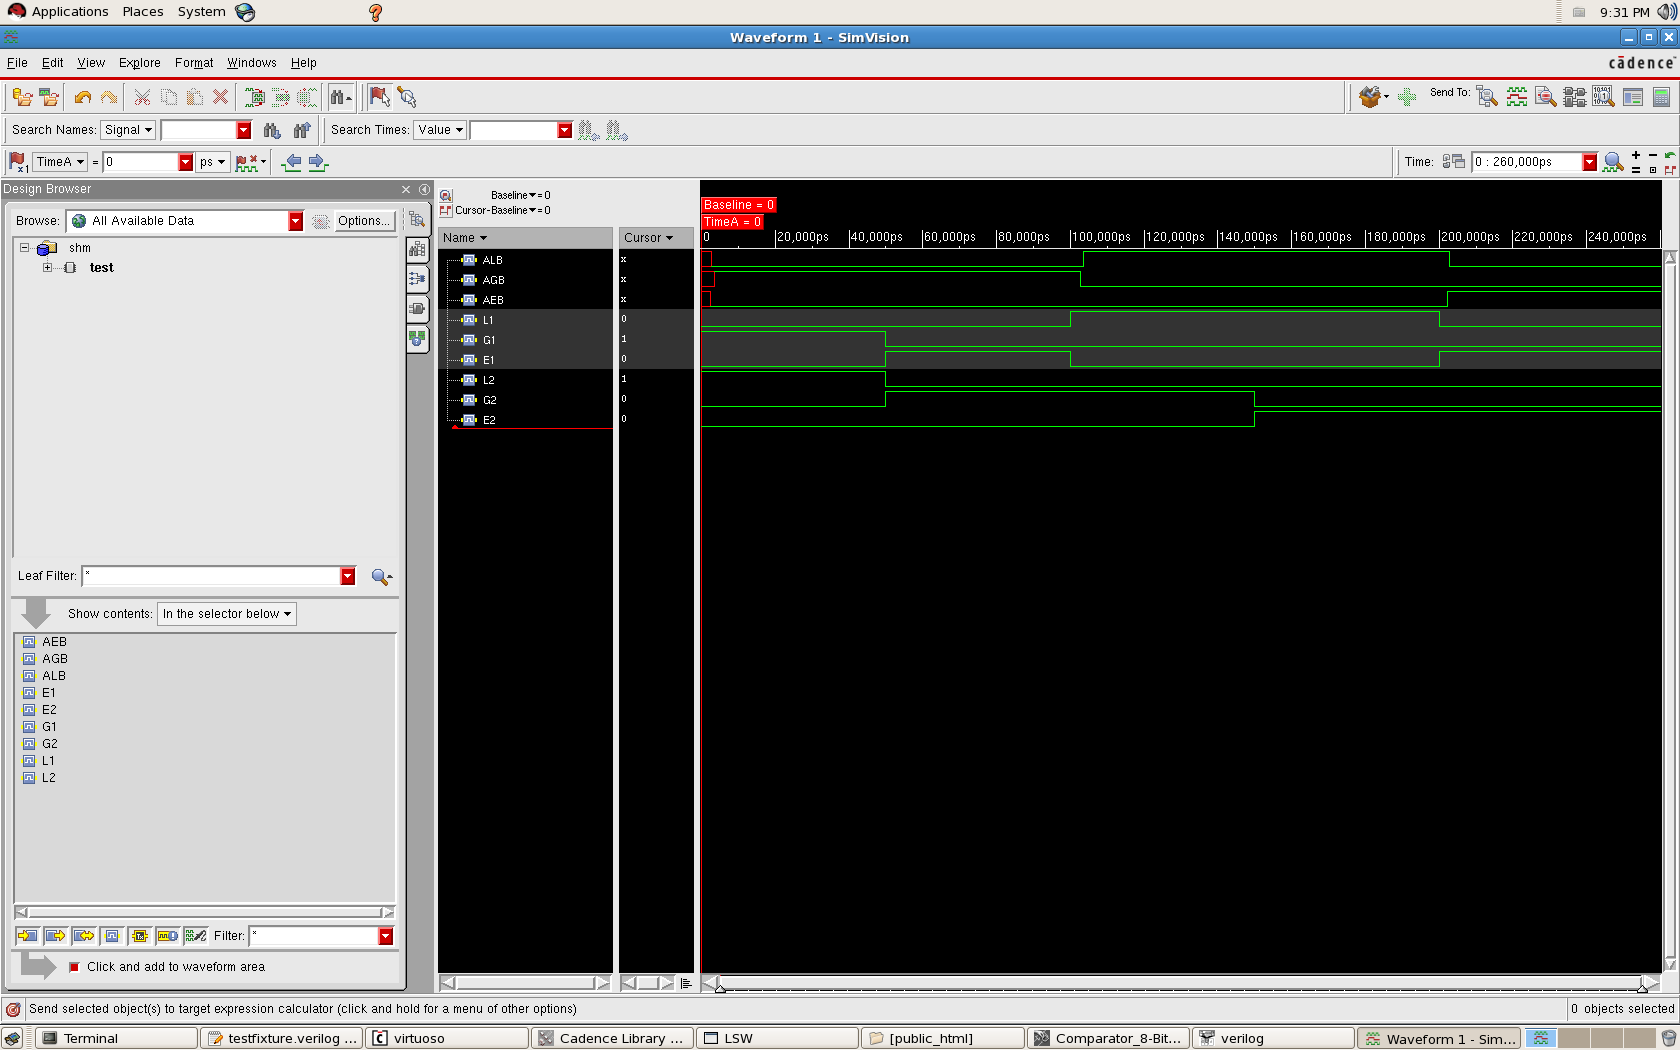 Applications Places System 9:31 PM
Waveform 1 - SimVision
File Edit View Explore Format Windows Help cādence
Send To:
Search Names: Signal Search Times: Value
x1 TimeA = 0 ps Time: 0 : 260,000ps
Design Browser
Browse: All Available Data Options...
shm
test
Leaf Filter: *
Show contents: In the selector below
AEB
AGB
ALB
E1
E2
G1
G2
L1
L2
Filter: *
Click and add to waveform area
Baseline = 0
Cursor-Baseline = 0
Name Cursor
ALB x
AGB x
AEB x
L1 0
G1 1
E1 0
L2 1
G2 0
E2 0
Baseline = 0
TimeA = 0
0 20,000ps 40,000ps 60,000ps 80,000ps 100,000ps 120,000ps 140,000ps 160,000ps 180,000ps 200,000ps 220,000ps 240,000ps
Send selected object(s) to target expression calculator (click and hold for a menu of other options) 0 objects selected
Terminal testfixture.verilog ... virtuoso Cadence Library ... LSW [public_html] Comparator_8-Bit... verilog Waveform 1 - Sim...